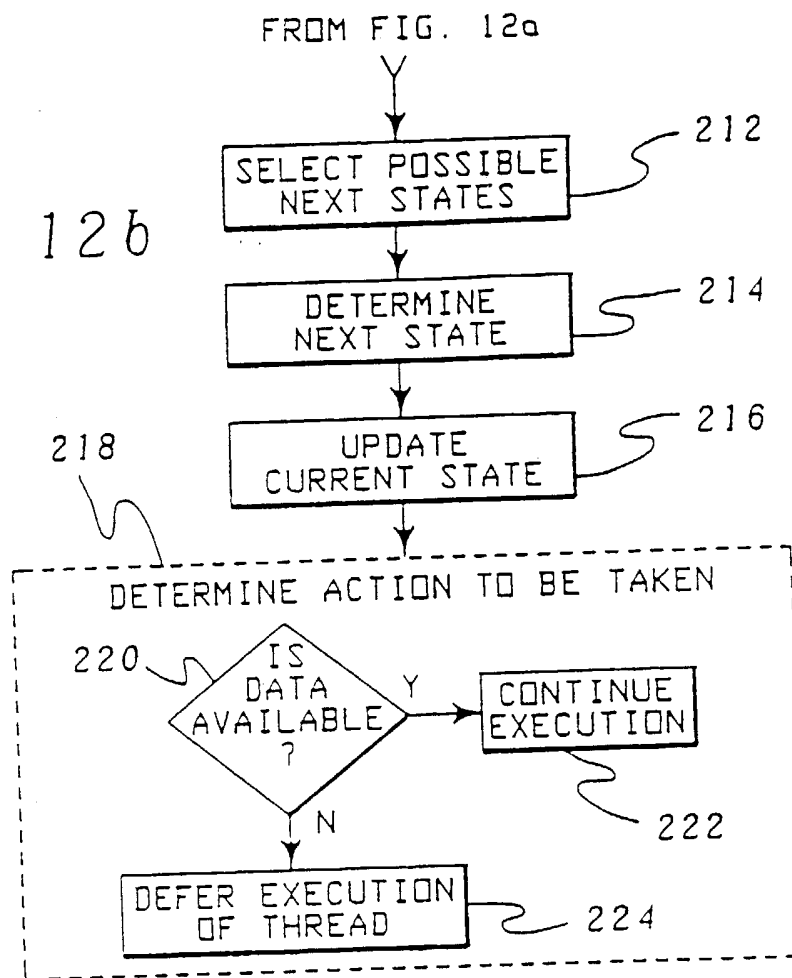 FROM FIG. 12a
212
SELECT POSSIBLE
NEXT STATES
12b
214
DETERMINE
NEXT STATE
216
UPDATE
CURRENT STATE
218
DETERMINE ACTION TO BE TAKEN
220
IS
DATA
AVAILABLE
?
Y
CONTINUE
EXECUTION
222
N
DEFER EXECUTION
OF THREAD
224